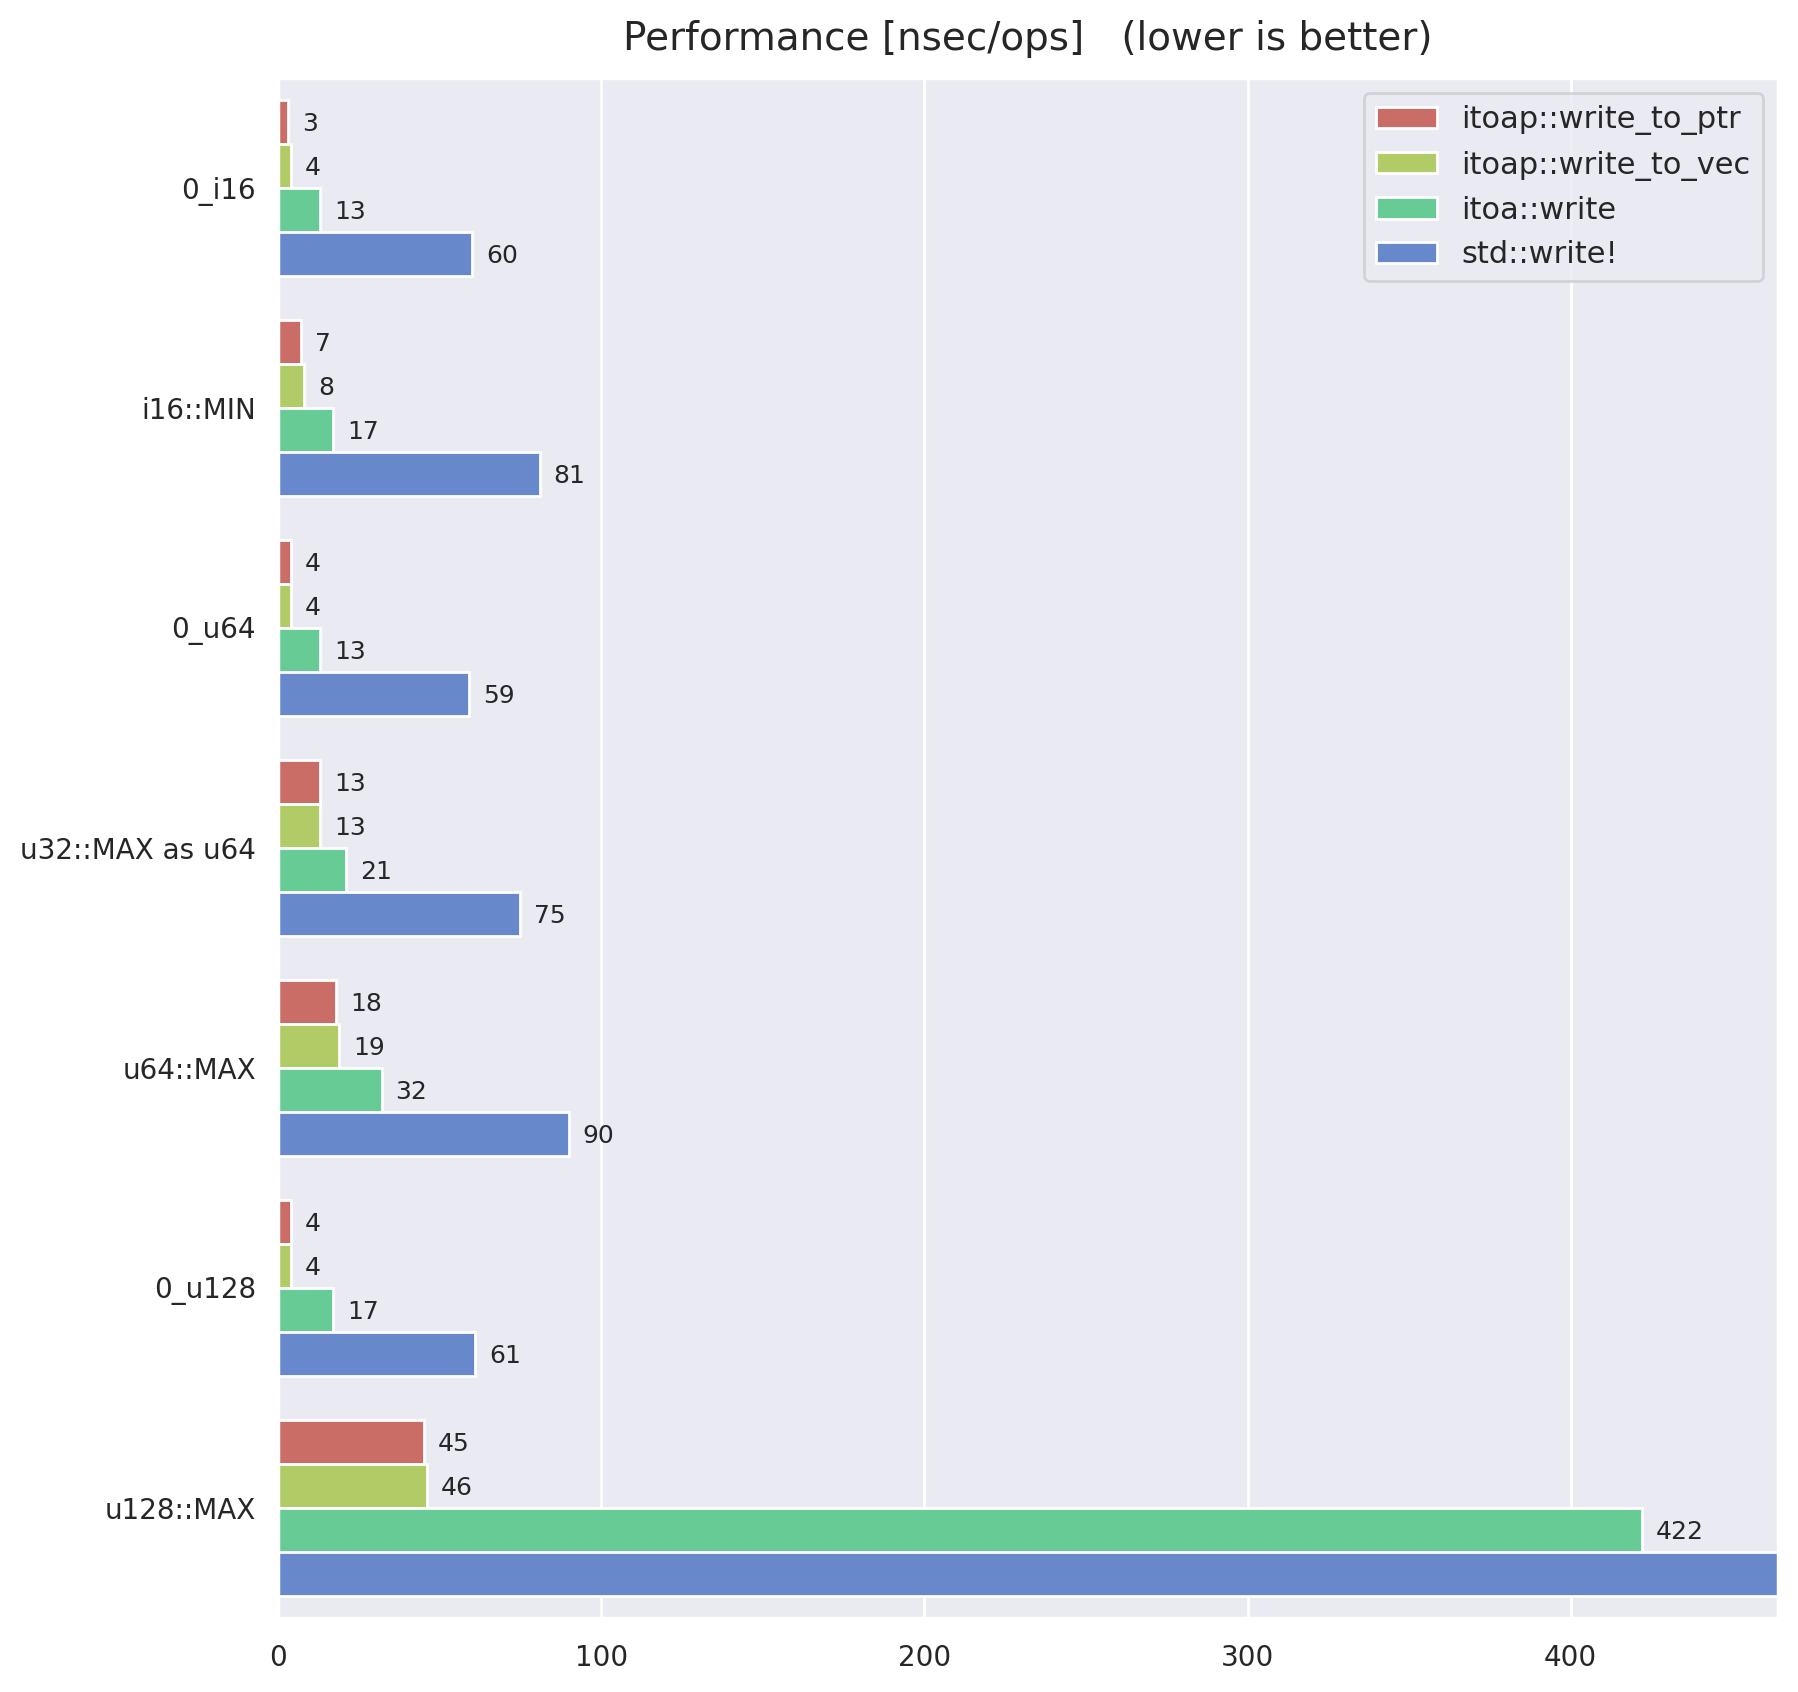 Performance [nsec/ops]   (lower is better)
itoap::write_to_ptr
itoap::write_to_vec
itoa::write
std::write!
0_i16
3
4
13
60
i16::MIN
7
8
17
81
0_u64
4
4
13
59
u32::MAX as u64
13
13
21
75
u64::MAX
18
19
32
90
0_u128
4
4
17
61
u128::MAX
45
46
422
0 100 200 300 400